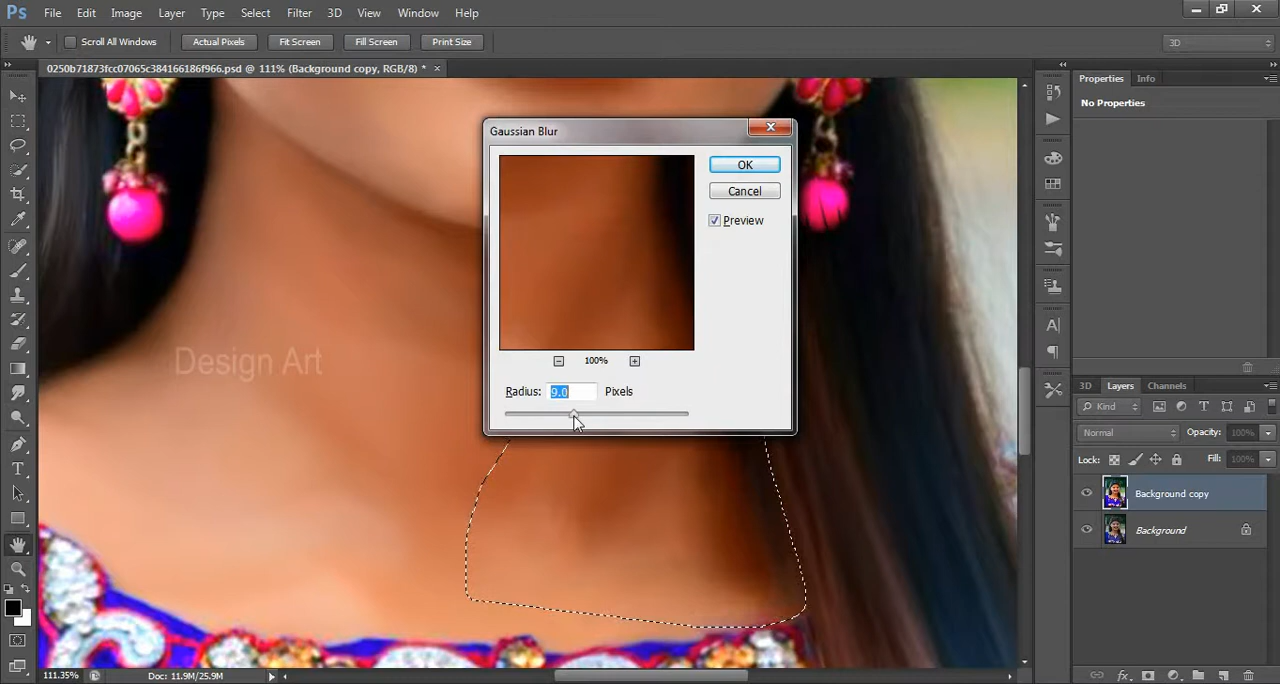 Ps File Edit Image Layer Type Select Filter 3D View Window Help
Scroll All Windows Actual Pixels Fit Screen Fill Screen Print Size 3D
0250b71873fcc07065c384166186f966.psd @ 111% (Background copy, RGB/8) *
Properties Info
No Properties
Gaussian Blur
OK
Cancel
Preview
100%
Radius: 9.0 Pixels
Design Art
3D Layers Channels
Kind
Normal Opacity: 100%
Lock: Fill: 100%
Background copy
Background
111.35% Doc: 11.9M/25.9M